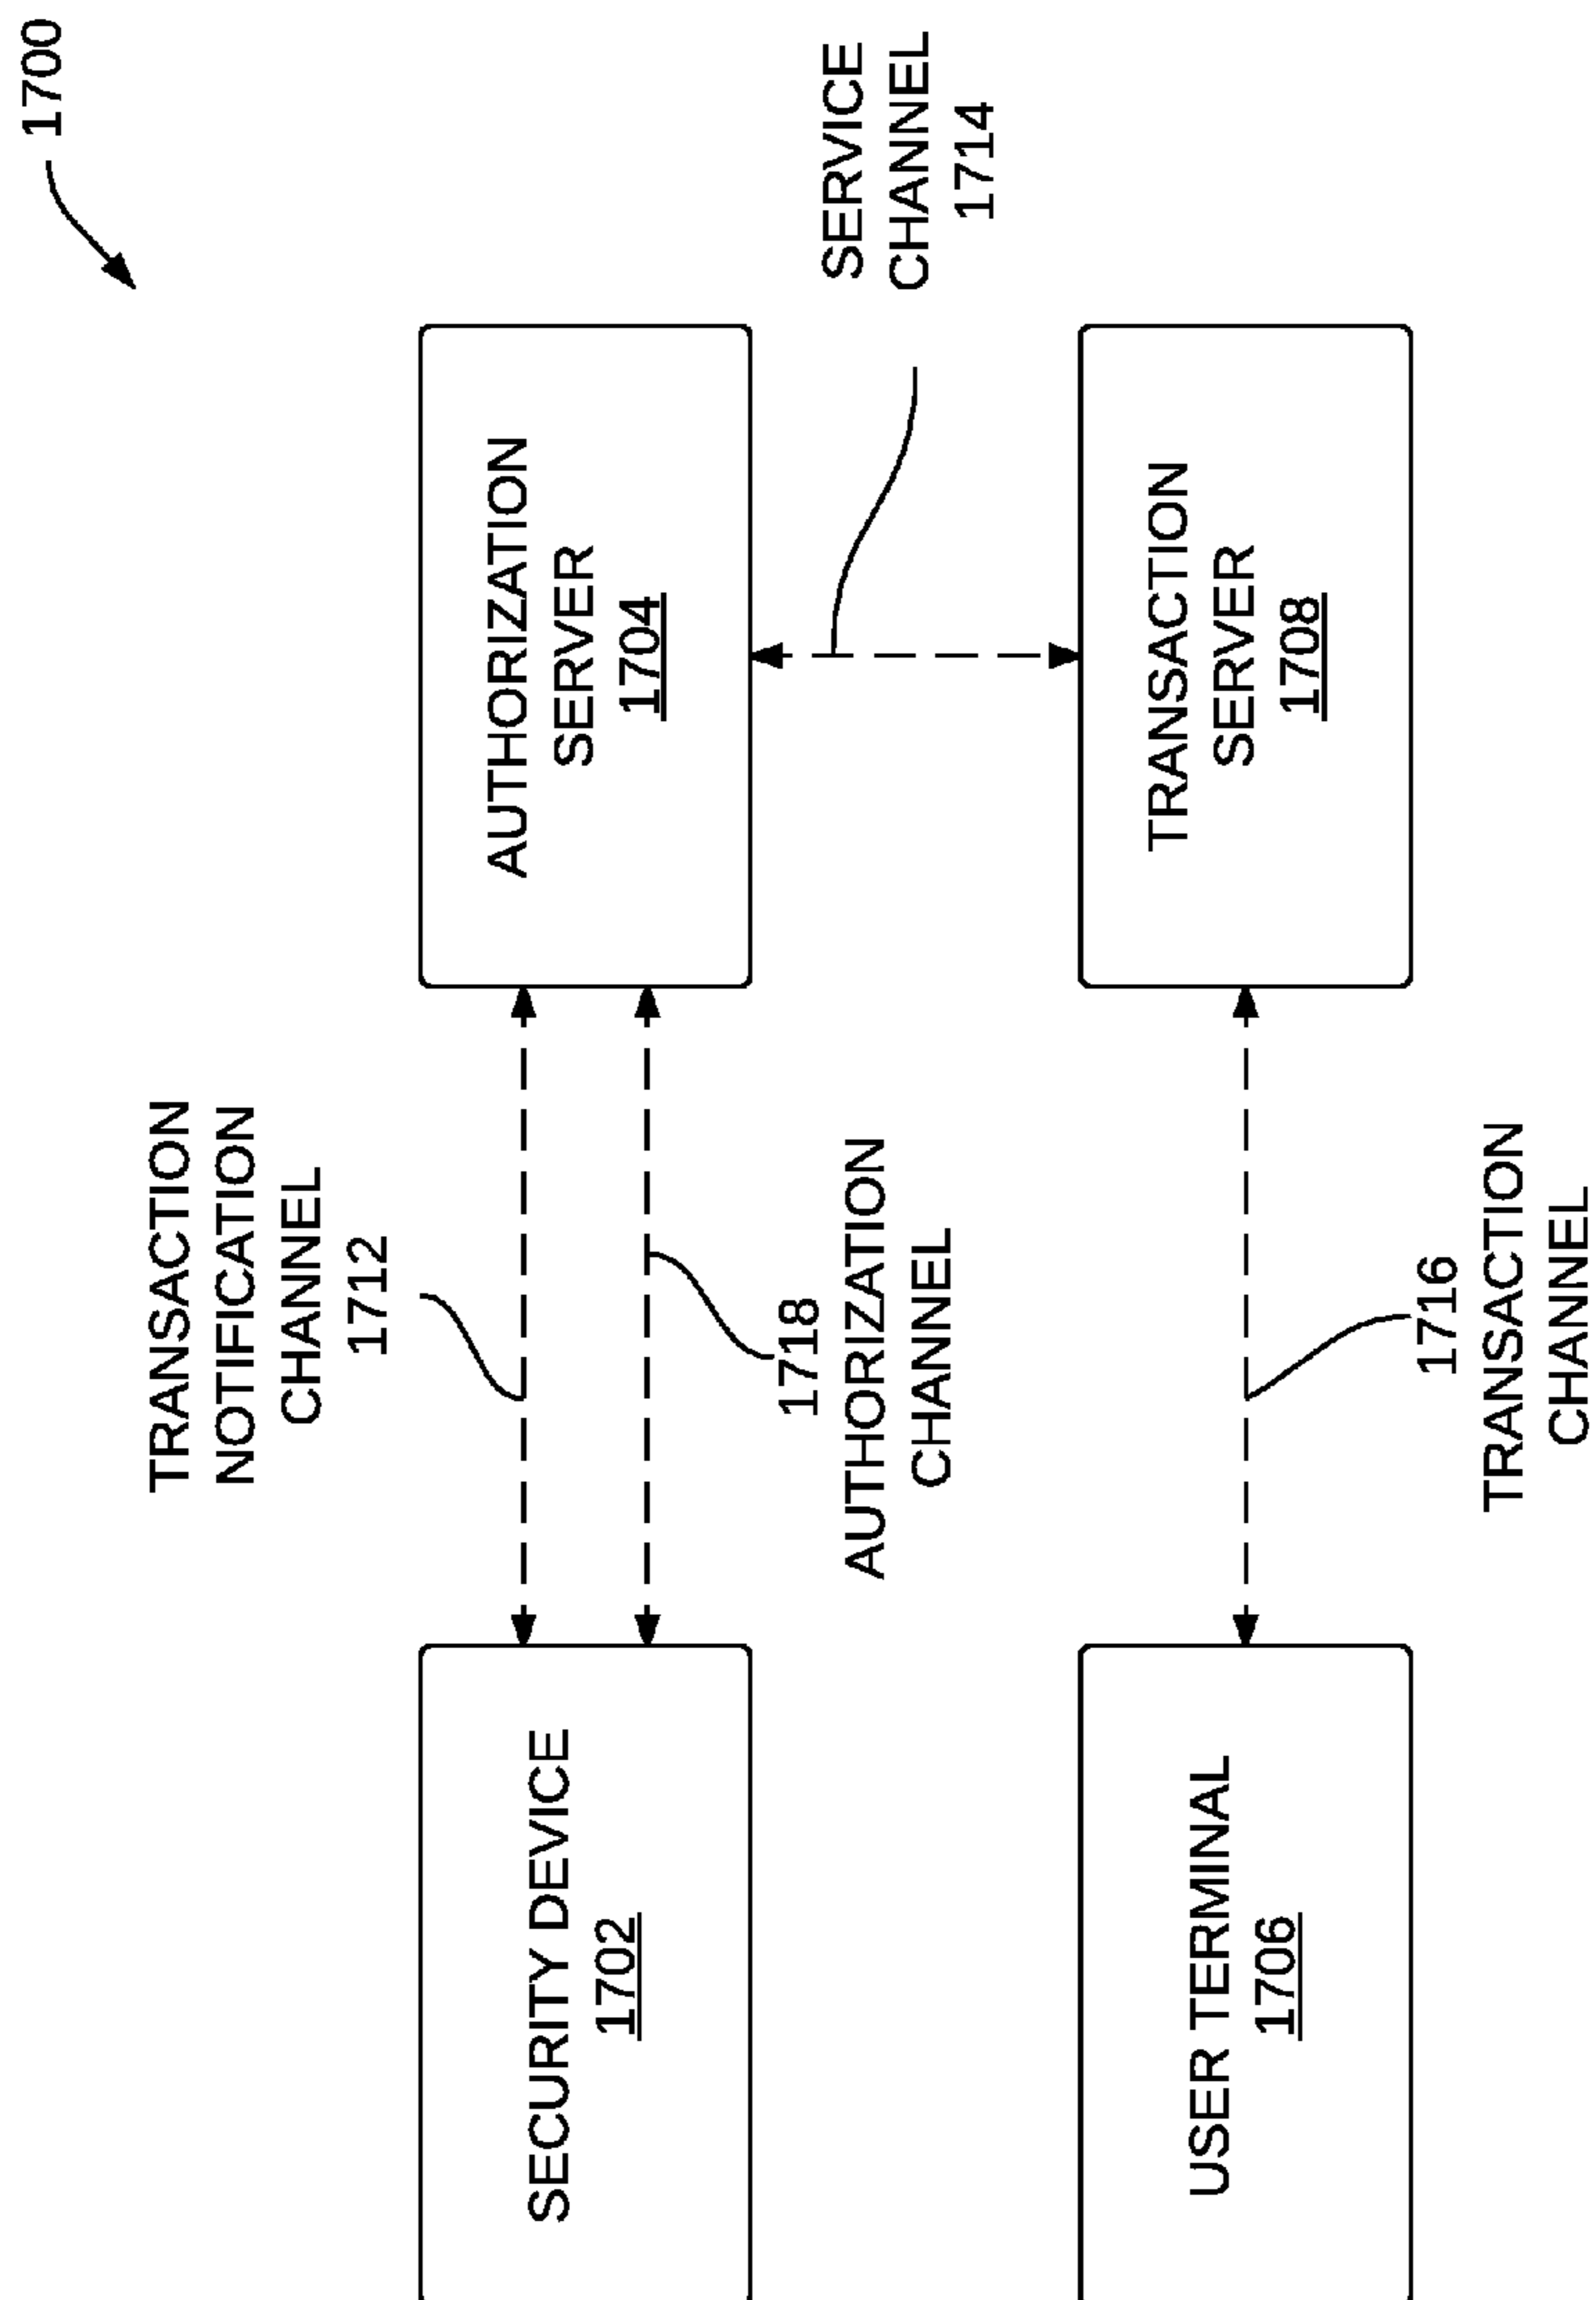 1700
TRANSACTION
NOTIFICATION
CHANNEL
1712
SECURITY DEVICE
1702
AUTHORIZATION
SERVER
1704
1718
AUTHORIZATION
CHANNEL
SERVICE
CHANNEL
1714
USER TERMINAL
1706
TRANSACTION
SERVER
1708
1716
TRANSACTION
CHANNEL